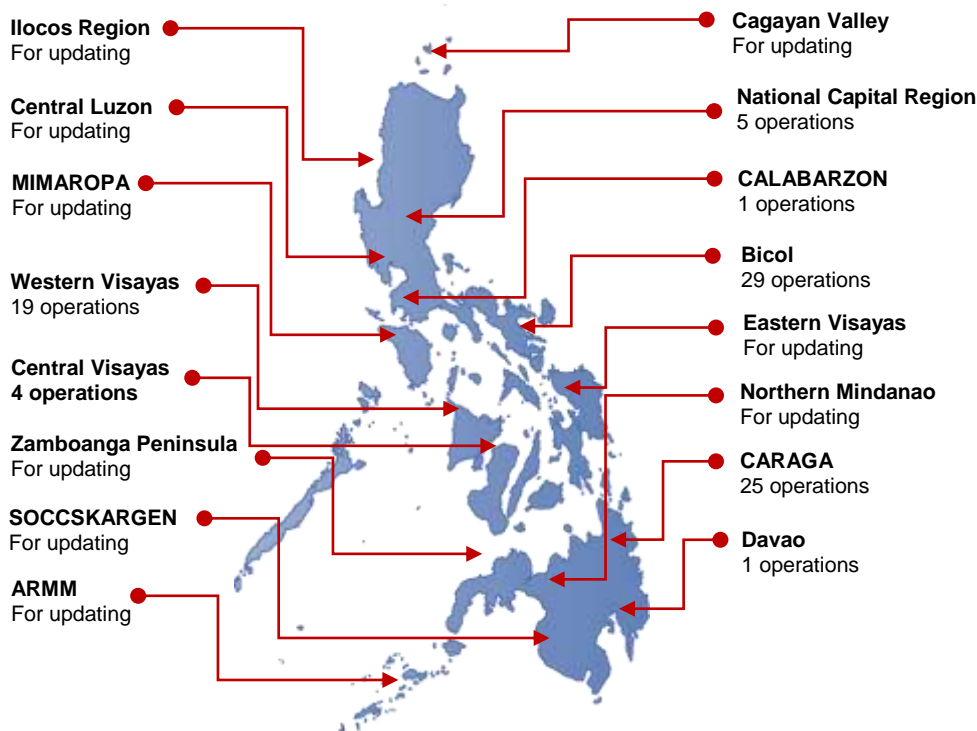 Ilocos Region
For updating
Central Luzon
For updating
MIMAROPA
For updating
Western Visayas
19 operations
Central Visayas
4 operations
Zamboanga Peninsula
For updating
SOCCSKARGEN
For updating
ARMM
For updating
Cagayan Valley
For updating
National Capital Region
5 operations
CALABARZON
1 operations
Bicol
29 operations
Eastern Visayas
For updating
Northern Mindanao
For updating
CARAGA
25 operations
Davao
1 operations